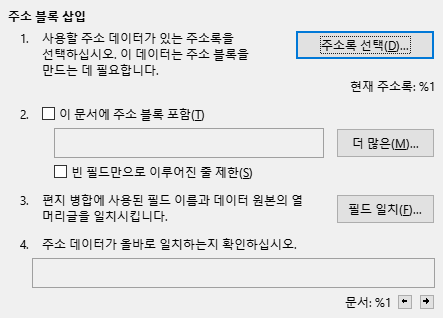 주소 블록 삽입
1. 사용할 주소 데이터가 있는 주소록을
선택하십시오. 이 데이터는 주소 블록을
만드는 데 필요합니다.
주소록 선택(D)...
현재 주소록: %1
2. 이 문서에 주소 블록 포함(T)
더 많은(M)...
빈 필드만으로 이루어진 줄 제한(S)
3. 편지 병합에 사용된 필드 이름과 데이터 원본의 열
머리글을 일치시킵니다.
필드 일치(F)...
4. 주소 데이터가 올바로 일치하는지 확인하십시오.
문서: %1